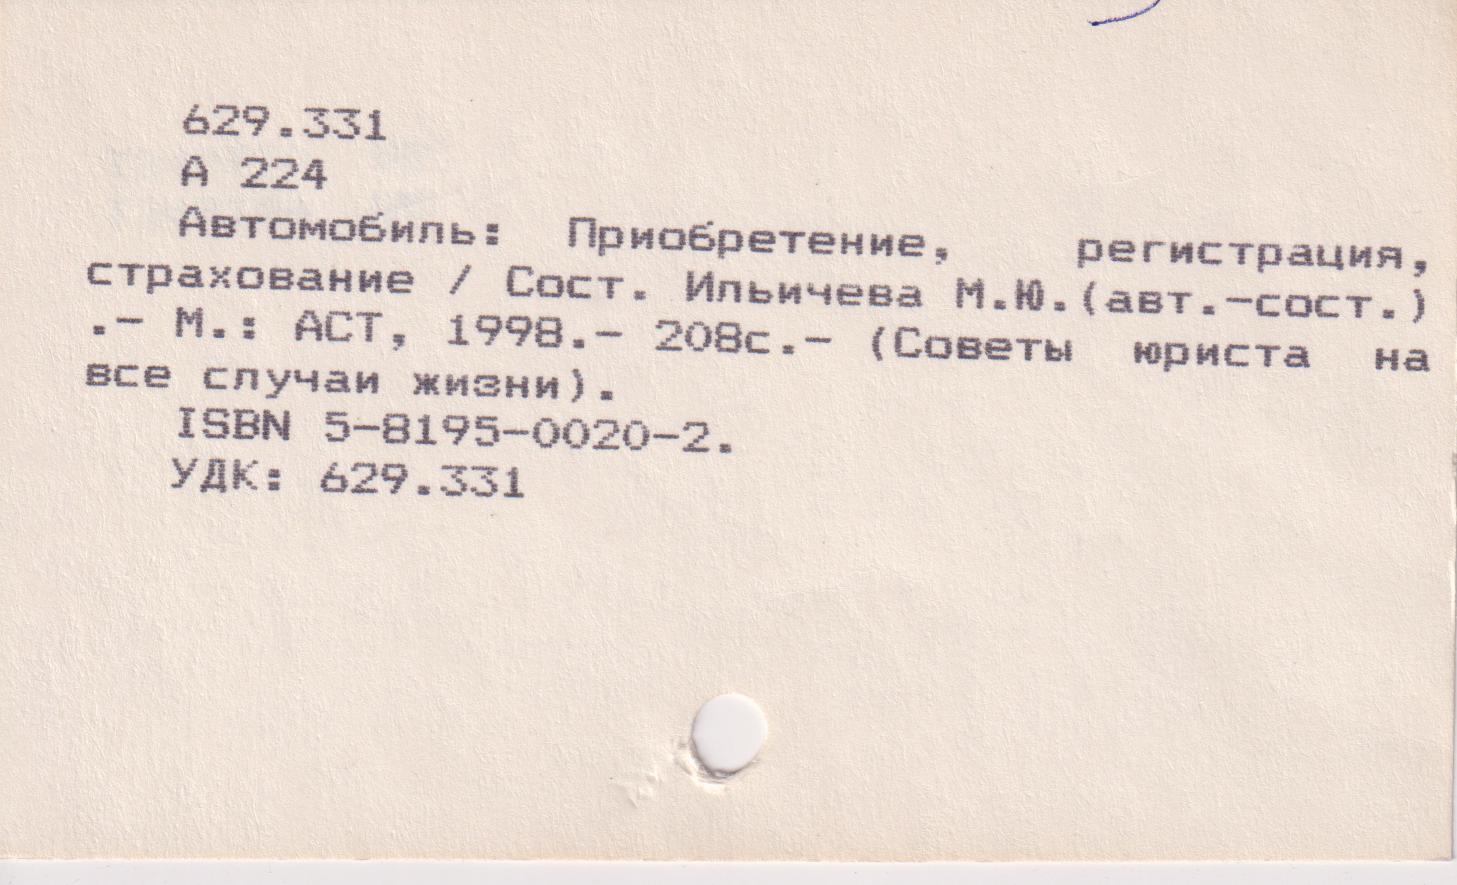 629.331
А 224
Автомобиль: Приобретение, регистрация,
страхование / Сост. Ильичева М.Ю.(авт.-сост.)
.- М.: АСТ, 1998.- 208с.- (Советы юриста на
все случаи жизни).
ISBN 5-8195-0020-2.
УДК: 629.331